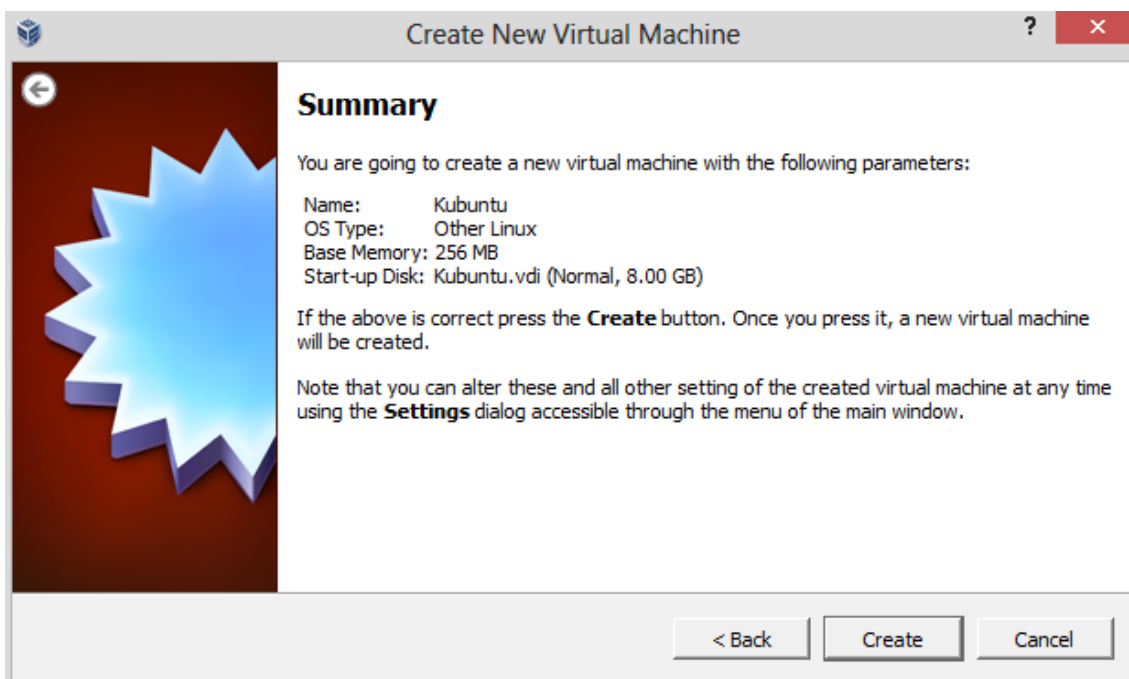 Create New Virtual Machine
?
×
Summary
You are going to create a new virtual machine with the following parameters:
Name: Kubuntu
OS Type: Other Linux
Base Memory: 256 MB
Start-up Disk: Kubuntu.vdi (Normal, 8.00 GB)
If the above is correct press the Create button. Once you press it, a new virtual machine
will be created.
Note that you can alter these and all other setting of the created virtual machine at any time
using the Settings dialog accessible through the menu of the main window.
< Back
Create
Cancel